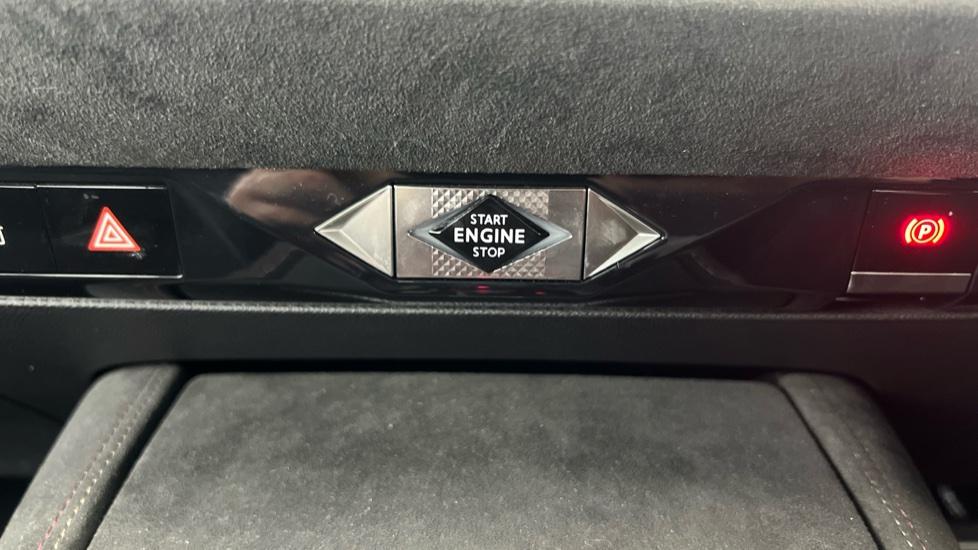 START
ENGINE
STOP
P